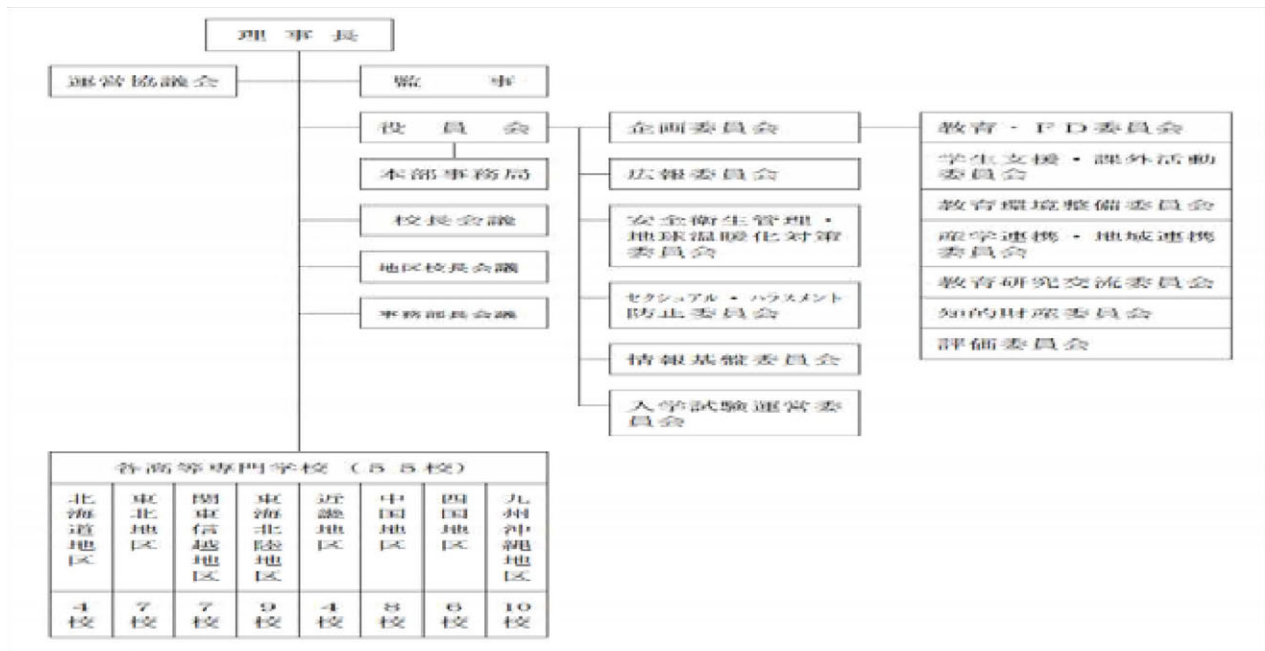 理事長
運営協議会
監事
役員会
本部事務局
校長会議
地区校長会議
事務部長会議
企画委員会
広報委員会
安全衛生管理・
地球温暖化対策
委員会
セクシュアル・ハラスメント
防止委員会
情報基盤委員会
入学試験運営委
員会
教育・FD委員会
学生支援・課外活動
委員会
教育環境整備委員会
産学連携・地域連携
委員会
教育研究交流委員会
知的財産委員会
評価委員会
各高等専門学校(55校)
北海道地区
東北地区
関東信越地区
東海北陸地区
近畿地区
中国地区
四国地区
九州沖縄地区
4校
7校
7校
9校
4校
8校
6校
10校